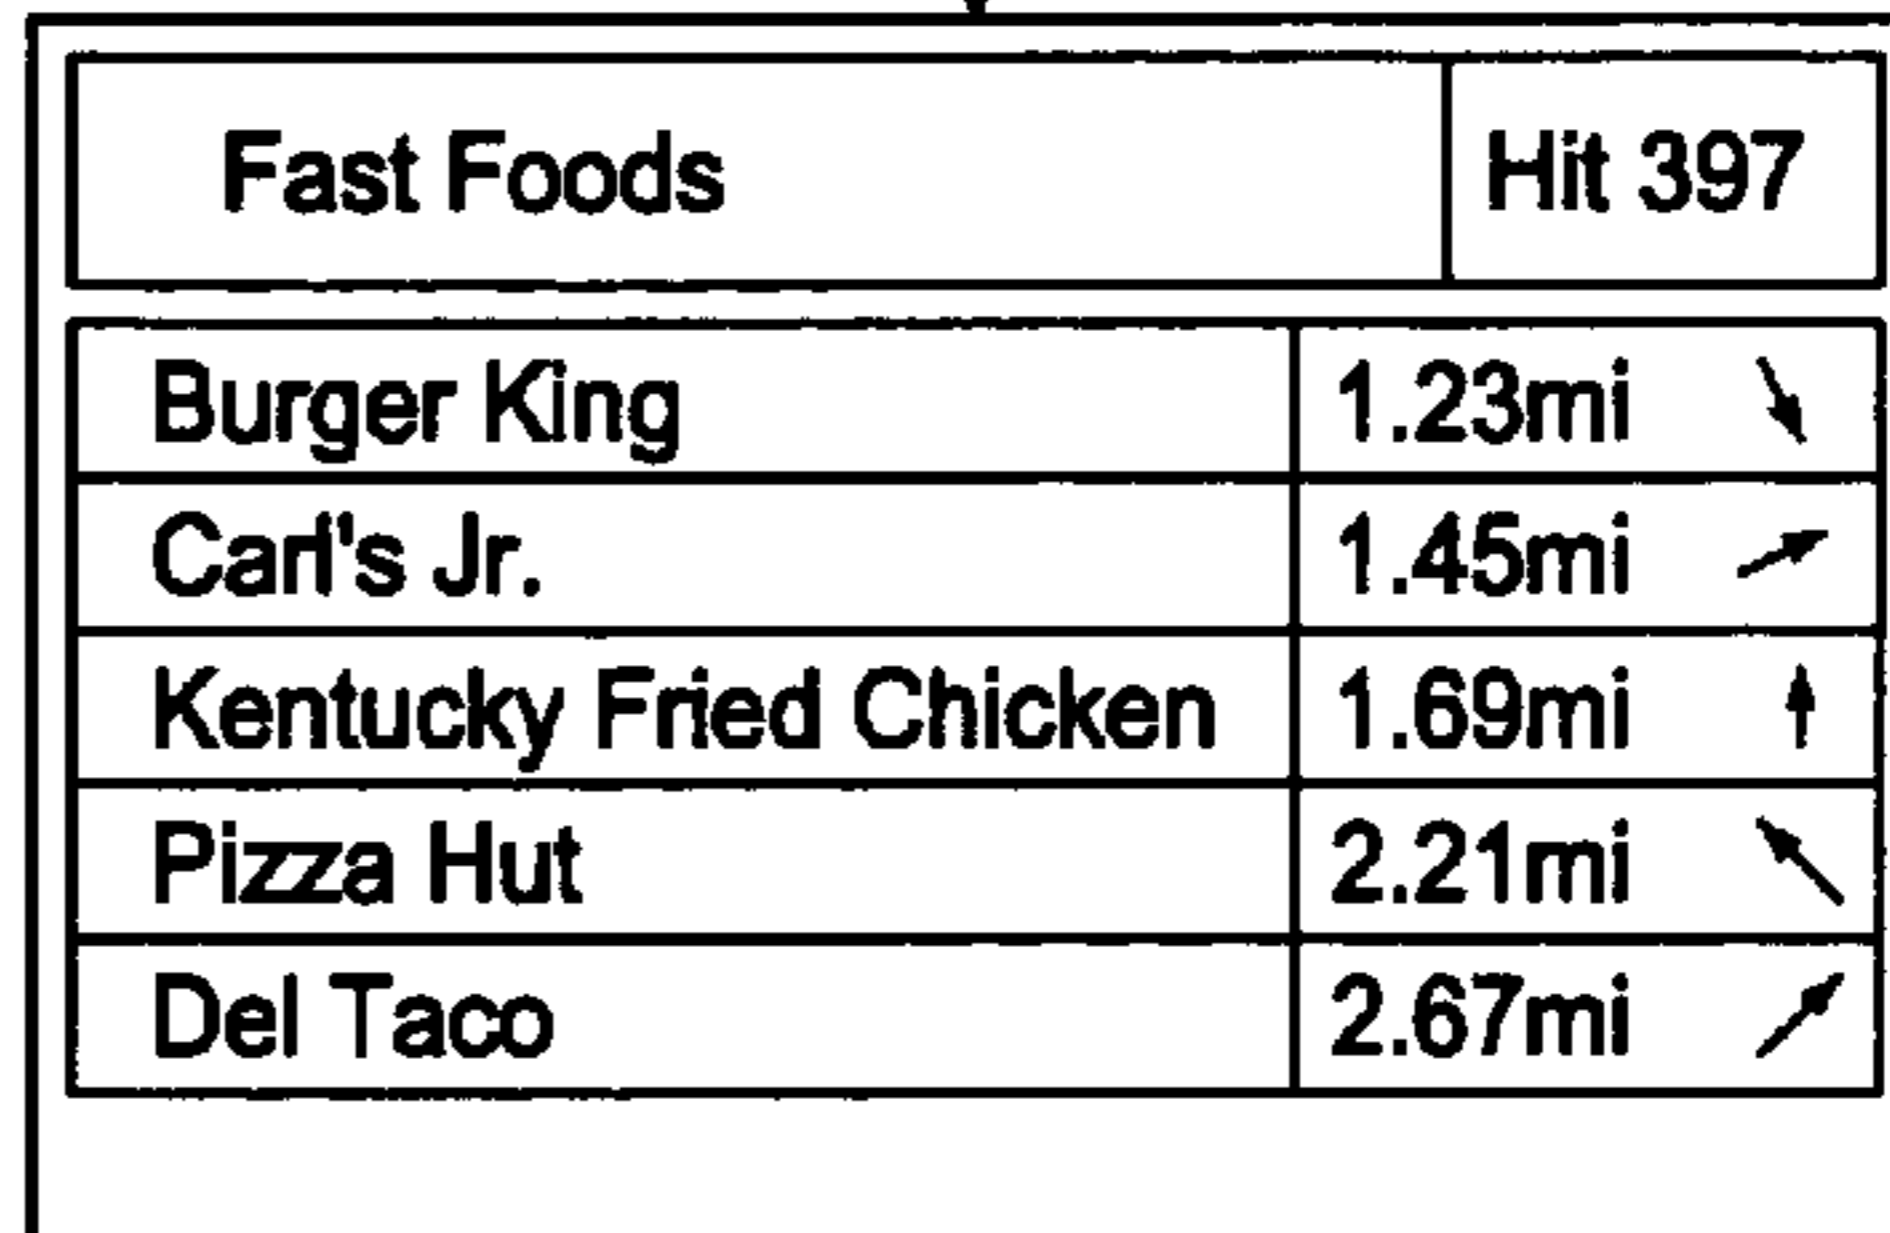 Fast Foods Hit 397
Burger King 1.23mi
Carl's Jr. 1.45mi
Kentucky Fried Chicken 1.69mi
Pizza Hut 2.21mi
Del Taco 2.67mi